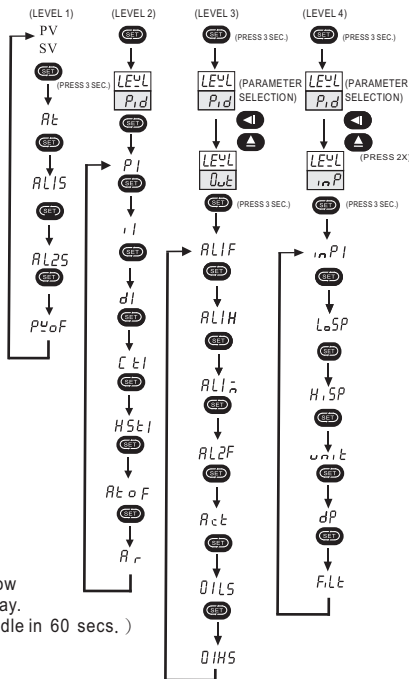 (LEVEL 1)
PV
SV
SET
(PRESS 3 SEC.)
At
SET
AL1S
SET
AL2S
SET
PVoF
(LEVEL 2)
SET
LEVL
Pid
SET
P1
SET
i1
SET
d1
SET
Ct1
SET
HSt1
SET
AtoF
SET
Ar
(LEVEL 3)
SET
(PRESS 3 SEC.)
LEVL
Pid
(PARAMETER
SELECTION)
LEVL
Out
SET
(PRESS 3 SEC.)
AL1F
SET
AL1H
SET
AL1m
SET
AL2F
SET
Act
SET
O1LS
SET
O1HS
(LEVEL 4)
SET
(PRESS 3 SEC.)
LEVL
Pid
(PARAMETER
SELECTION)
(PRESS 2X)
LEVL
inP
SET
(PRESS 3 SEC.)
inP1
SET
LoSP
SET
HiSP
SET
unit
SET
dP
SET
FiLt
ow
ay.
dle in 60 secs. )